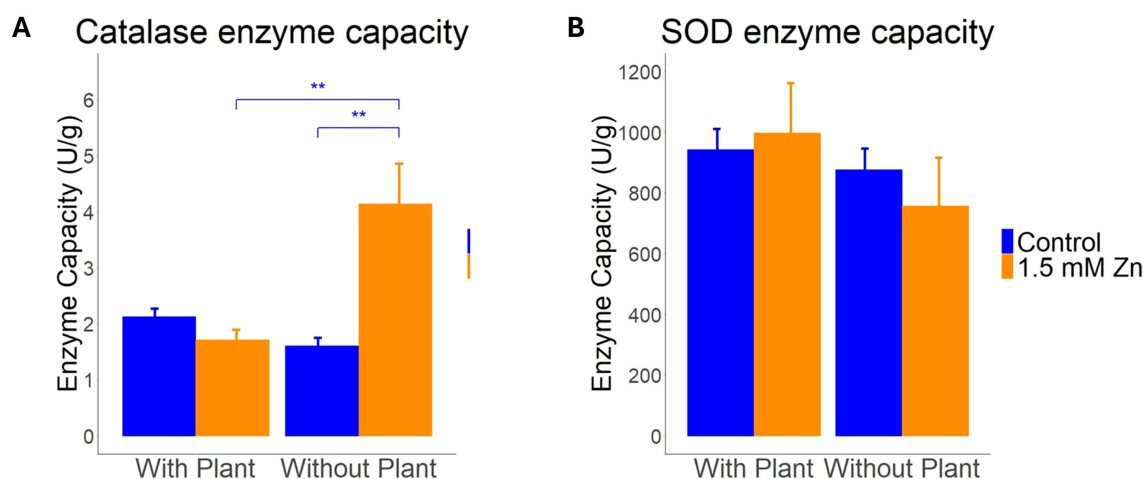 A
Catalase enzyme capacity
Enzyme Capacity (U/g)
6
5
4
3
2
1
0
**
**
With Plant
Without Plant
B
SOD enzyme capacity
Enzyme Capacity (U/g)
1200
1000
800
600
400
200
0
With Plant
Without Plant
Control
1.5 mM Zn